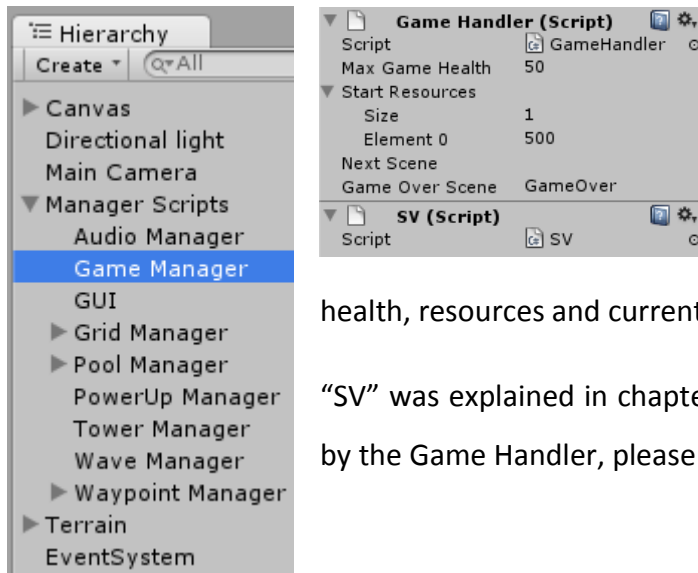 Hierarchy
Create All
Canvas
Directional light
Main Camera
Manager Scripts
Audio Manager
Game Manager
GUI
Grid Manager
Pool Manager
PowerUp Manager
Tower Manager
Wave Manager
Waypoint Manager
Terrain
EventSystem
Game Handler (Script)
Script GameHandler
Max Game Health 50
Start Resources
Size 1
Element 0 500
Next Scene
Game Over Scene GameOver
SV (Script)
Script SV
health, resources and current
“SV” was explained in chapte
by the Game Handler, please